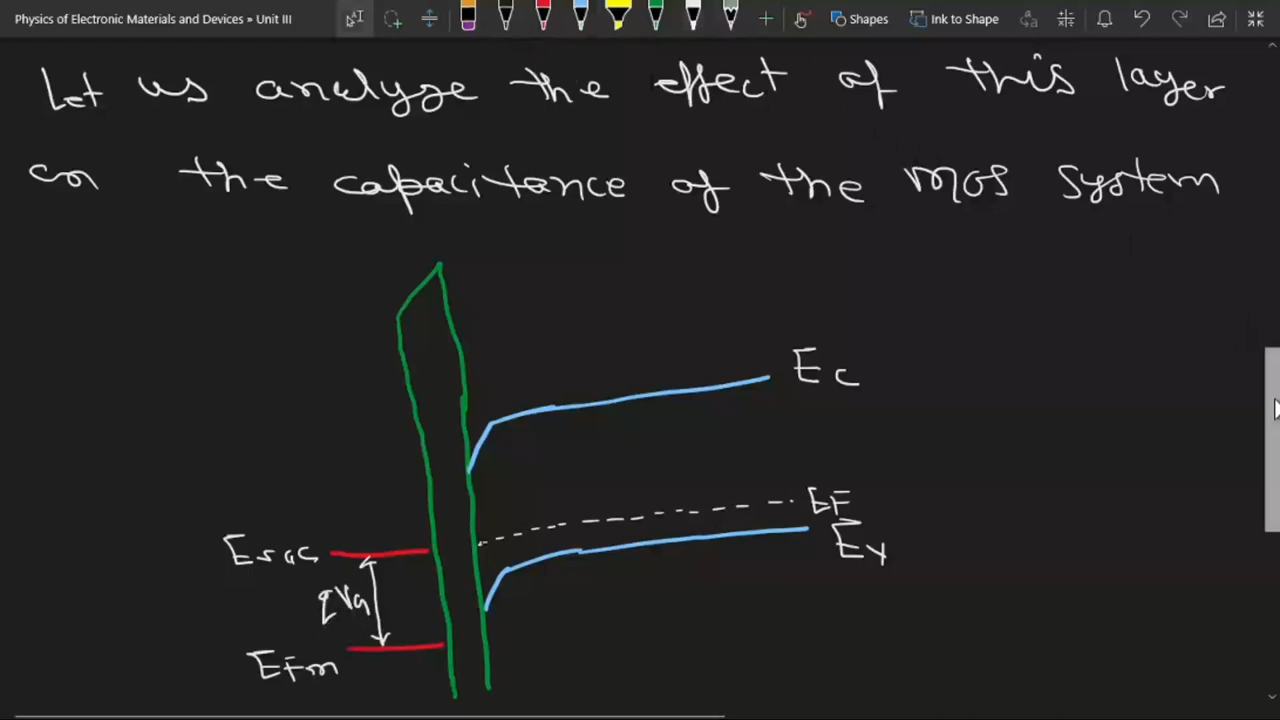 Physics of Electronic Materials and Devices » Unit III
Shapes
Ink to Shape
Let us analyze the effect of this layer
on the capacitance of the MOS system
Ec
EF
Ev
qVa
EFm